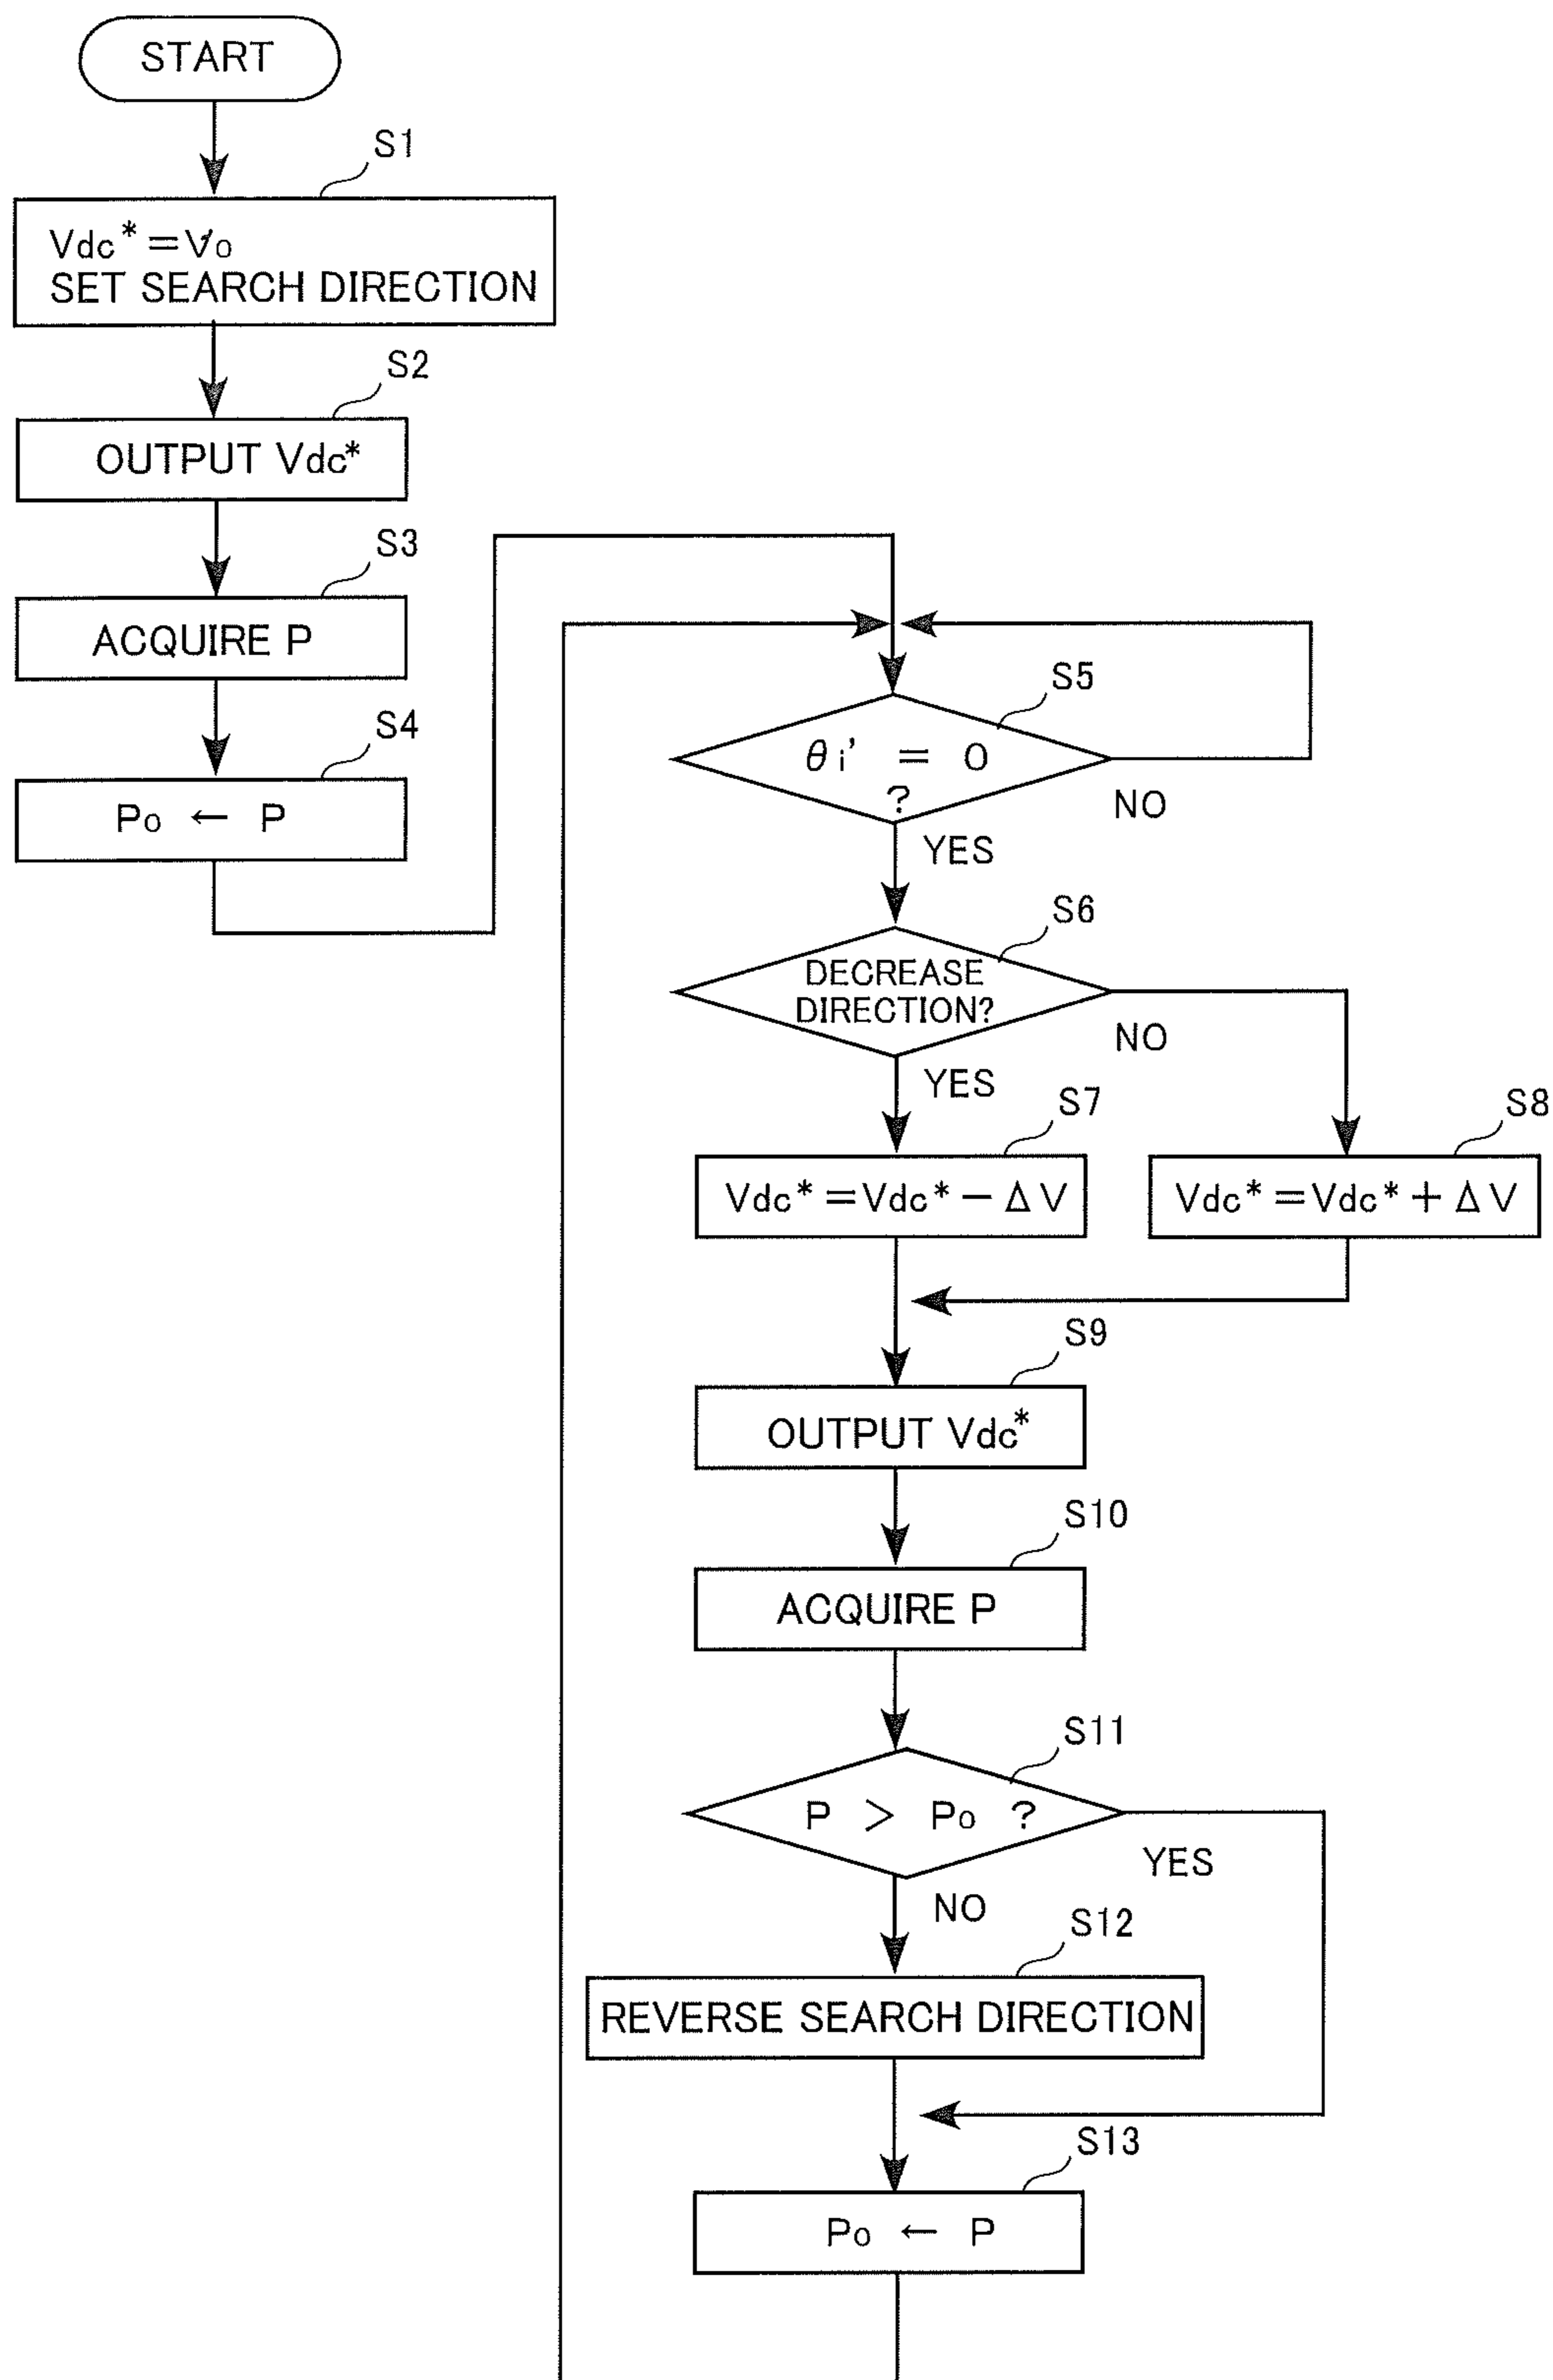 START
S1
Vdc* = Vo
SET SEARCH DIRECTION
S2
OUTPUT Vdc*
S3
ACQUIRE P
S4
Po ← P
S5
θi' = 0
?
NO
YES
S6
DECREASE
DIRECTION?
NO
YES
S7
Vdc* = Vdc* − ΔV
S8
Vdc* = Vdc* + ΔV
S9
OUTPUT Vdc*
S10
ACQUIRE P
S11
P > Po ?
YES
NO
S12
REVERSE SEARCH DIRECTION
S13
Po ← P